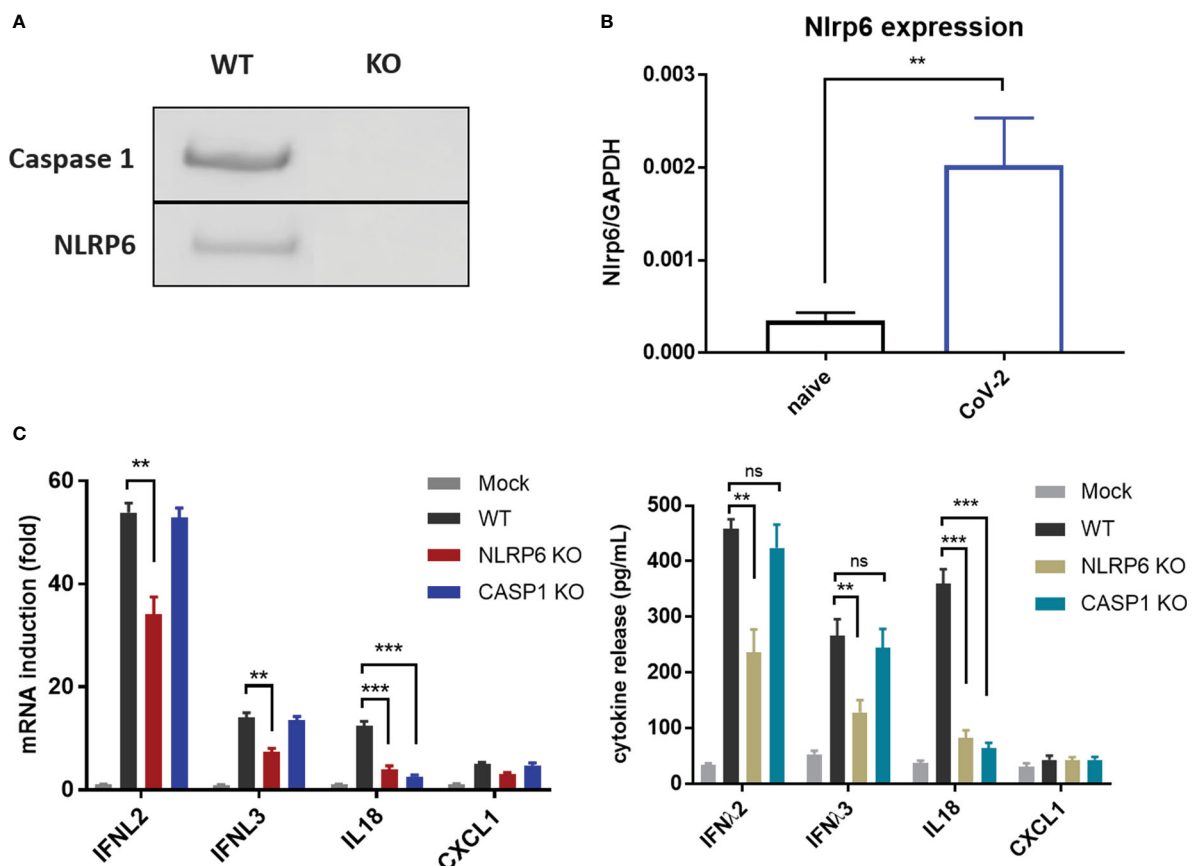 A
WT KO
Caspase 1
NLRP6
B
Nlrp6 expression
**
0.003
0.002
0.001
0.000
Nlrp6/GAPDH
naive
CoV-2
C
60
40
20
0
mRNA induction (fold)
**
**
***
***
Mock
WT
NLRP6 KO
CASP1 KO
IFNL2
IFNL3
IL18
CXCL1
500
400
300
200
100
0
cytokine release (pg/mL)
ns
**
ns
**
***
***
Mock
WT
NLRP6 KO
CASP1 KO
IFNλ2
IFNλ3
IL18
CXCL1